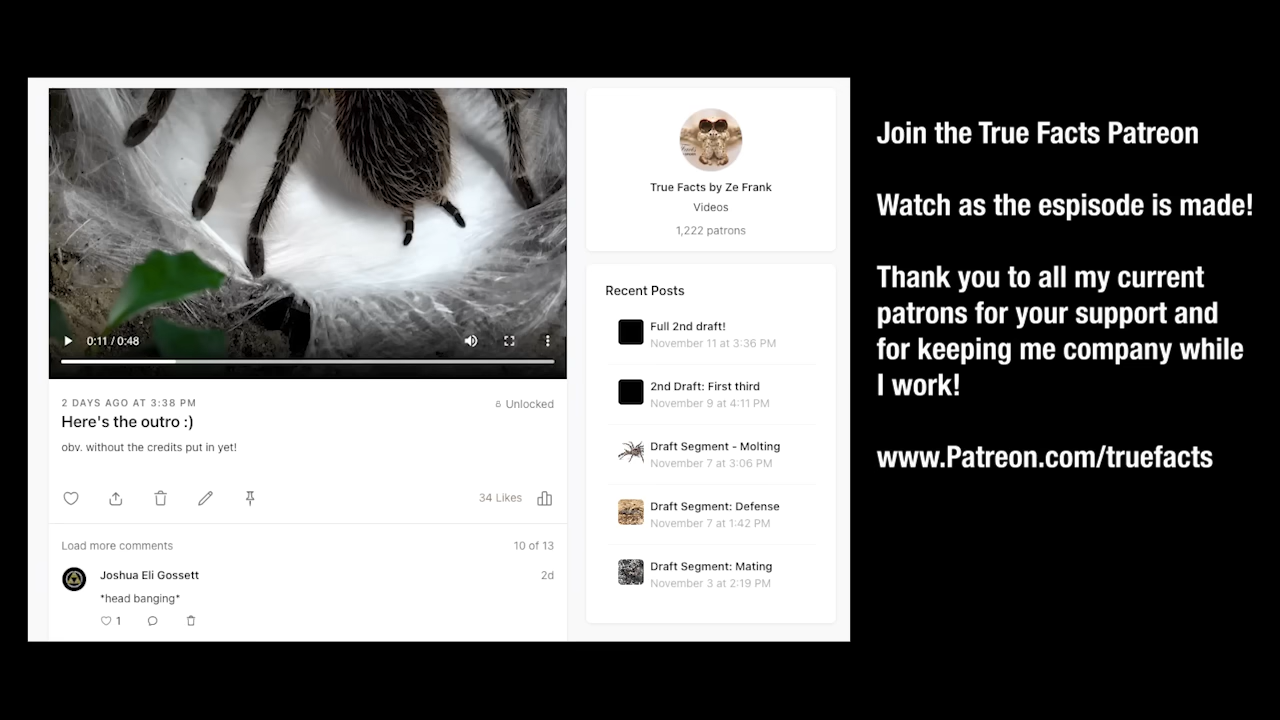 0:11 / 0:48
2 DAYS AGO AT 3:38 PM
Unlocked
Here's the outro :)
obv. without the credits put in yet!
34 Likes
Load more comments
10 of 13
Joshua Eli Gossett
2d
*head banging*
1
True Facts by Ze Frank
Videos
1,222 patrons
Recent Posts
Full 2nd draft!
November 11 at 3:36 PM
2nd Draft: First third
November 9 at 4:11 PM
Draft Segment - Molting
November 7 at 3:06 PM
Draft Segment: Defense
November 7 at 1:42 PM
Draft Segment: Mating
November 3 at 2:19 PM
Join the True Facts Patreon
Watch as the espisode is made!
Thank you to all my current
patrons for your support and
for keeping me company while
I work!
www.Patreon.com/truefacts